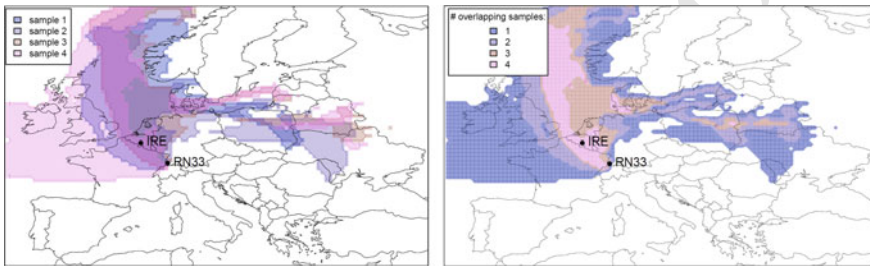 sample 1
sample 2
sample 3
sample 4
IRE
RN33
# overlapping samples:
1
2
3
4
IRE
RN33